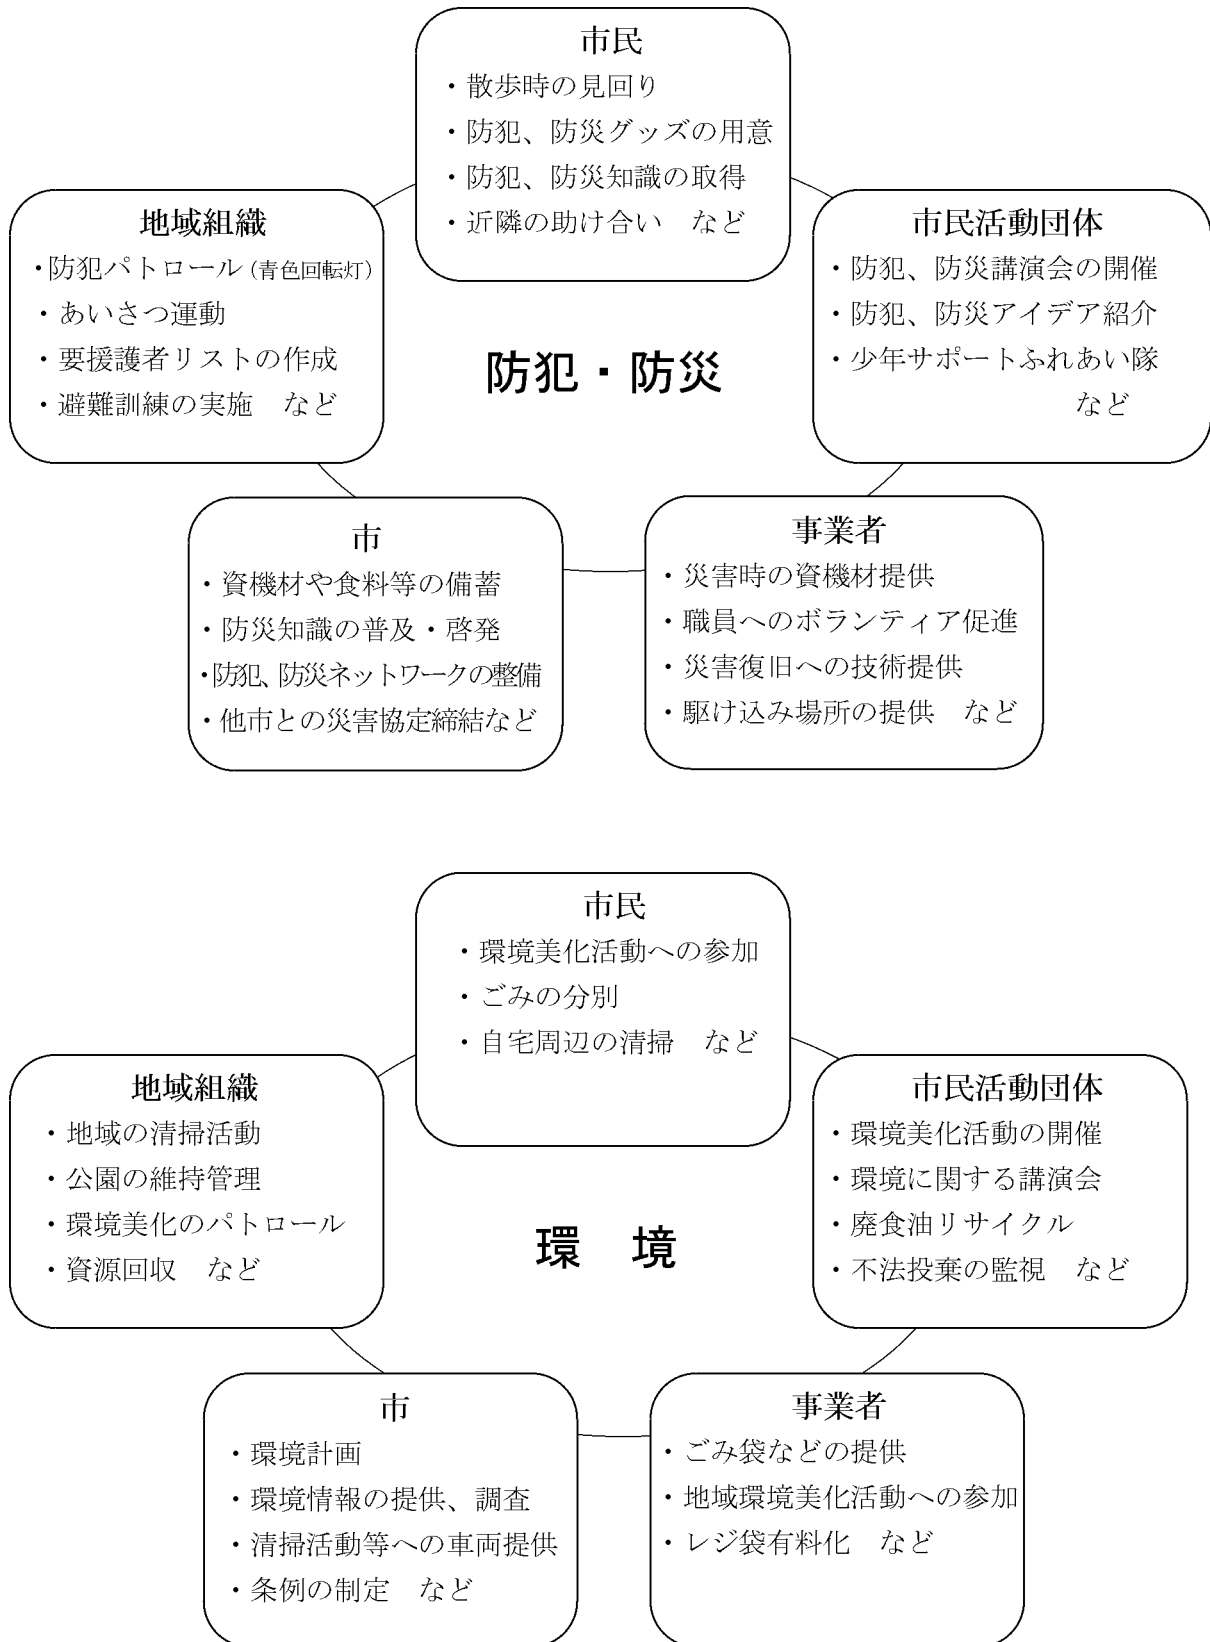 市民
・散歩時の見回り
・防犯、防災グッズの用意
・防犯、防災知識の取得
・近隣の助け合い　など
地域組織
・防犯パトロール（青色回転灯）
・あいさつ運動
・要援護者リストの作成
・避難訓練の実施　など
市民活動団体
・防犯、防災講演会の開催
・防犯、防災アイデア紹介
・少年サポートふれあい隊
など
防犯・防災
市
・資機材や食料等の備蓄
・防災知識の普及・啓発
・防犯、防災ネットワークの整備
・他市との災害協定締結など
事業者
・災害時の資機材提供
・職員へのボランティア促進
・災害復旧への技術提供
・駆け込み場所の提供　など
市民
・環境美化活動への参加
・ごみの分別
・自宅周辺の清掃　など
地域組織
・地域の清掃活動
・公園の維持管理
・環境美化のパトロール
・資源回収　など
市民活動団体
・環境美化活動の開催
・環境に関する講演会
・廃食油リサイクル
・不法投棄の監視　など
環　境
市
・環境計画
・環境情報の提供、調査
・清掃活動等への車両提供
・条例の制定　など
事業者
・ごみ袋などの提供
・地域環境美化活動への参加
・レジ袋有料化　など